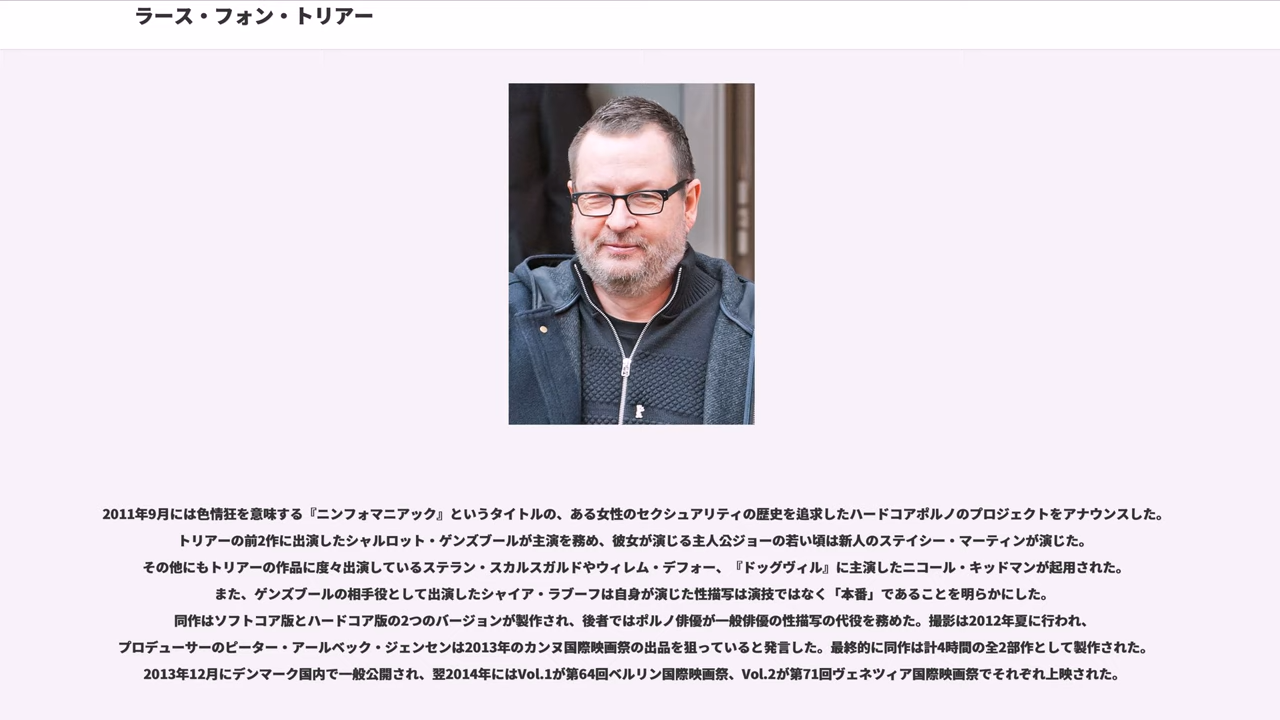 ラース・フォン・トリアー
2011年9月には色情狂を意味する『ニンフォマニアック』というタイトルの、ある女性のセクシュアリティの歴史を追求したハードコアポルノのプロジェクトをアナウンスした。
トリアーの前2作に出演したシャルロット・ゲンズブールが主演を務め、彼女が演じる主人公ジョーの若い頃は新人のステイシー・マーティンが演じた。
その他にもトリアーの作品に度々出演しているステラン・スカルスガルドやウィレム・デフォー、『ドッグヴィル』に主演したニコール・キッドマンが起用された。
また、ゲンズブールの相手役として出演したシャイア・ラブーフは自身が演じた性描写は演技ではなく「本番」であることを明らかにした。
同作はソフトコア版とハードコア版の2つのバージョンが製作され、後者ではポルノ俳優が一般俳優の性描写の代役を務めた。撮影は2012年夏に行われ、
プロデューサーのピーター・アールベック・ジェンセンは2013年のカンヌ国際映画祭の出品を狙っていると発言した。最終的に同作は計4時間の全2部作として製作された。
2013年12月にデンマーク国内で一般公開され、翌2014年にはVol.1が第64回ベルリン国際映画祭、Vol.2が第71回ヴェネツィア国際映画祭でそれぞれ上映された。